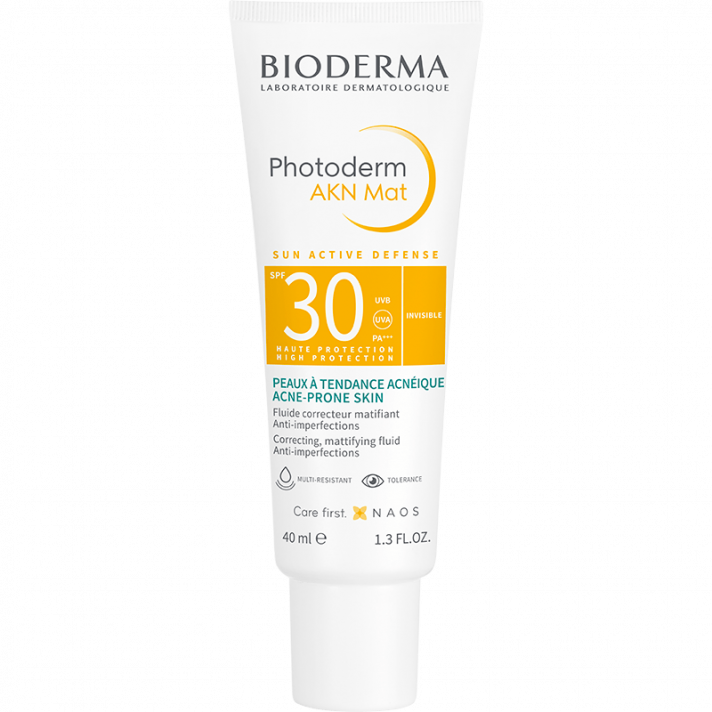 BIODERMA
LABORATOIRE DERMATOLOGIQUE
Photoderm
AKN Mat
SUN ACTIVE DEFENSE
SPF 30 UVB
UVA
PA+++
INVISIBLE
HAUTE PROTECTION
HIGH PROTECTION
PEAUX À TENDANCE ACNÉIQUE
ACNE-PRONE SKIN
Fluide correcteur matifiant
Anti-imperfections
Correcting, mattifying fluid
Anti-imperfections
MULTI-RESISTANT TOLERANCE
Care first. NAOS
40 ml ℮ 1.3 FL.OZ.